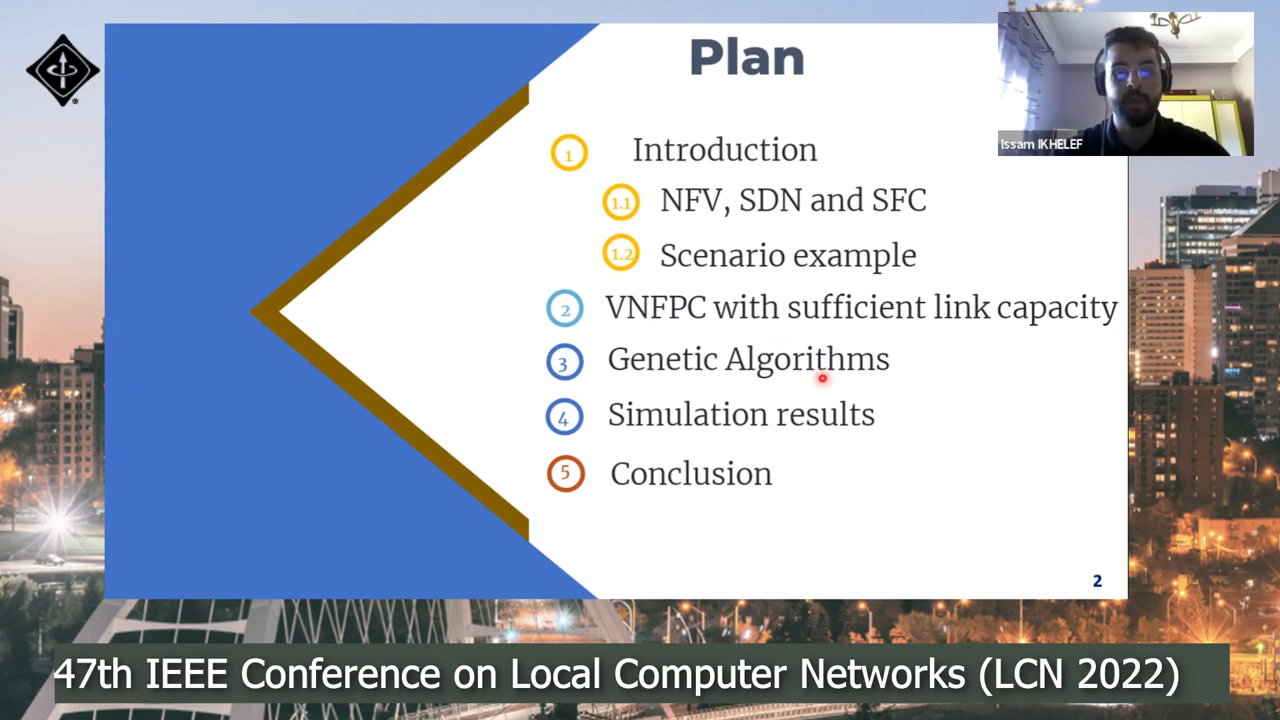 Plan
Issam IKHELEF
1 Introduction
1.1 NFV, SDN and SFC
1.2 Scenario example
2 VNFPC with sufficient link capacity
3 Genetic Algorithms
4 Simulation results
5 Conclusion
2
47th IEEE Conference on Local Computer Networks (LCN 2022)